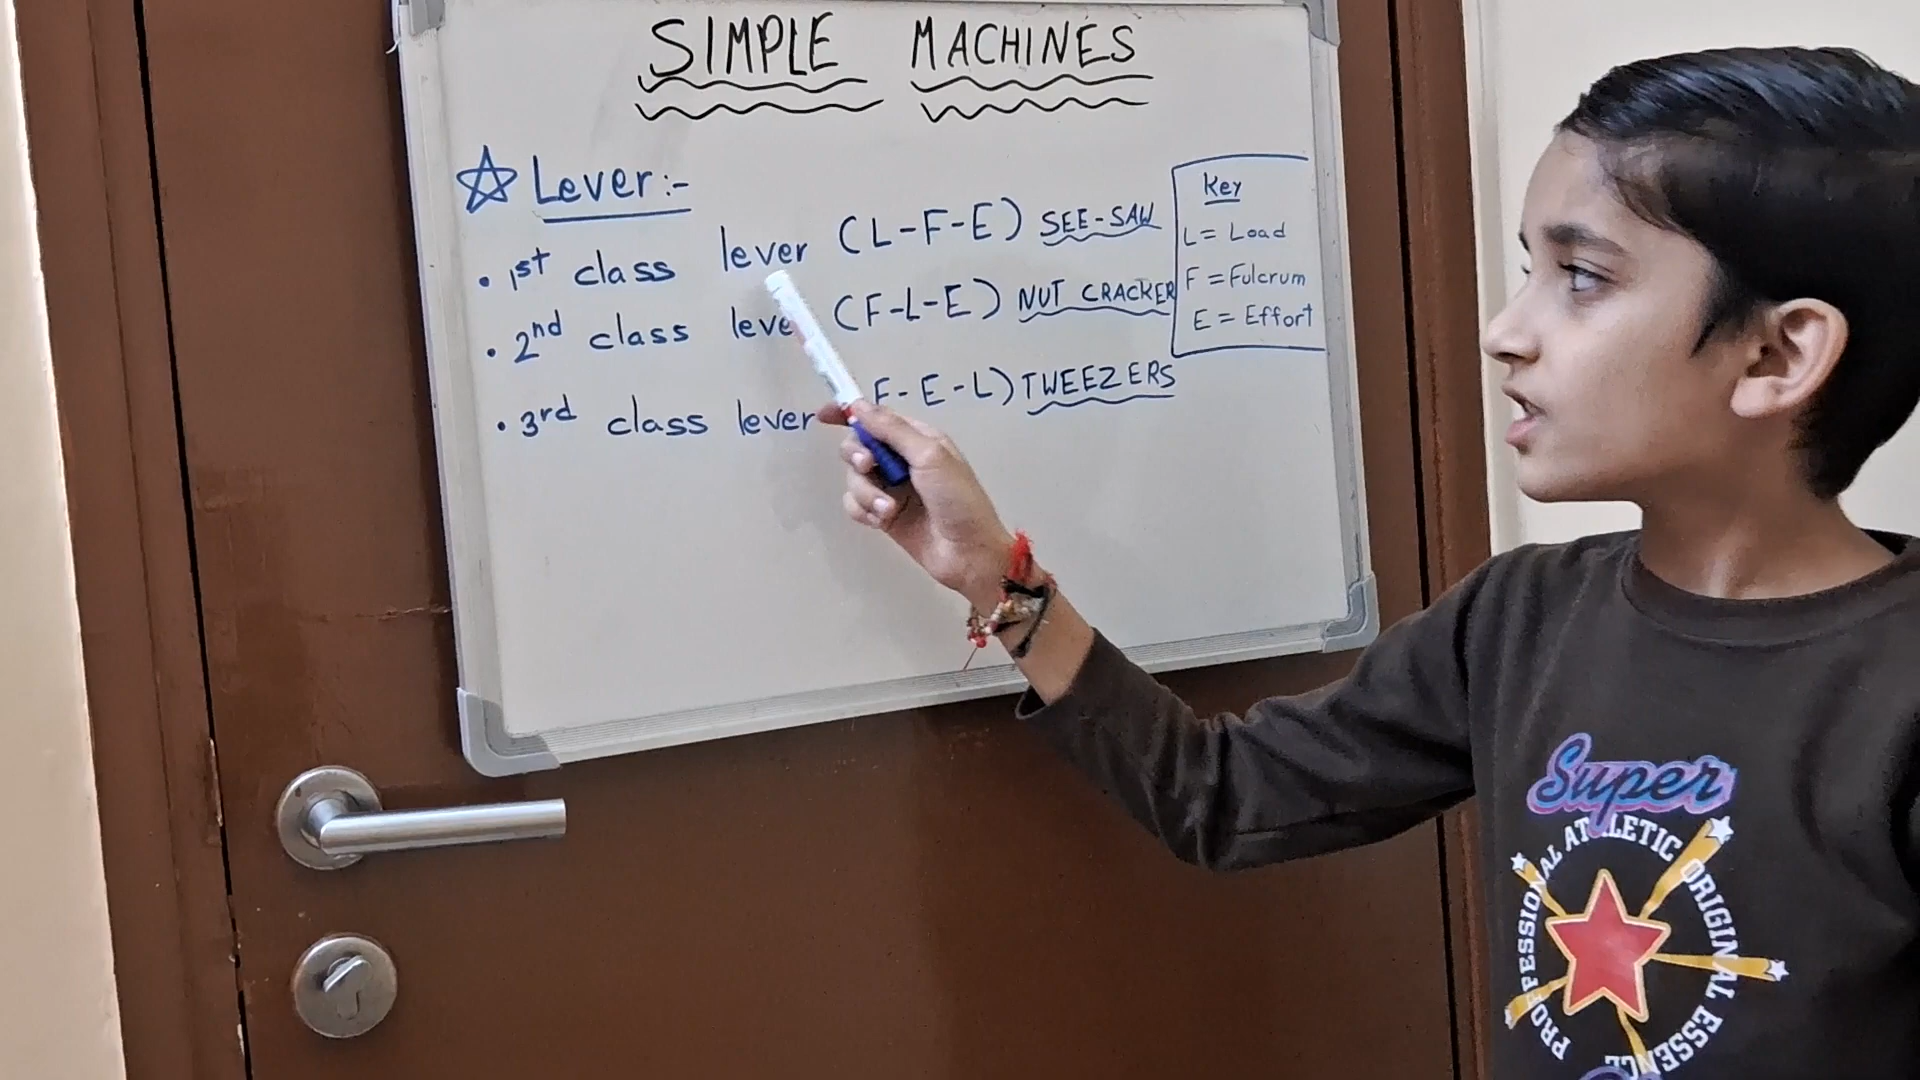 SIMPLE MACHINES
☆ Lever:-
• 1st class lever (L-F-E) SEE-SAW
• 2nd class leve (F-L-E) NUT CRACKER
• 3rd class lever F-E-L) TWEEZERS
Key
L = Load
F = Fulcrum
E = Effort
Super
PROFESSIONAL ATHLETIC ORIGINAL ESSENCE